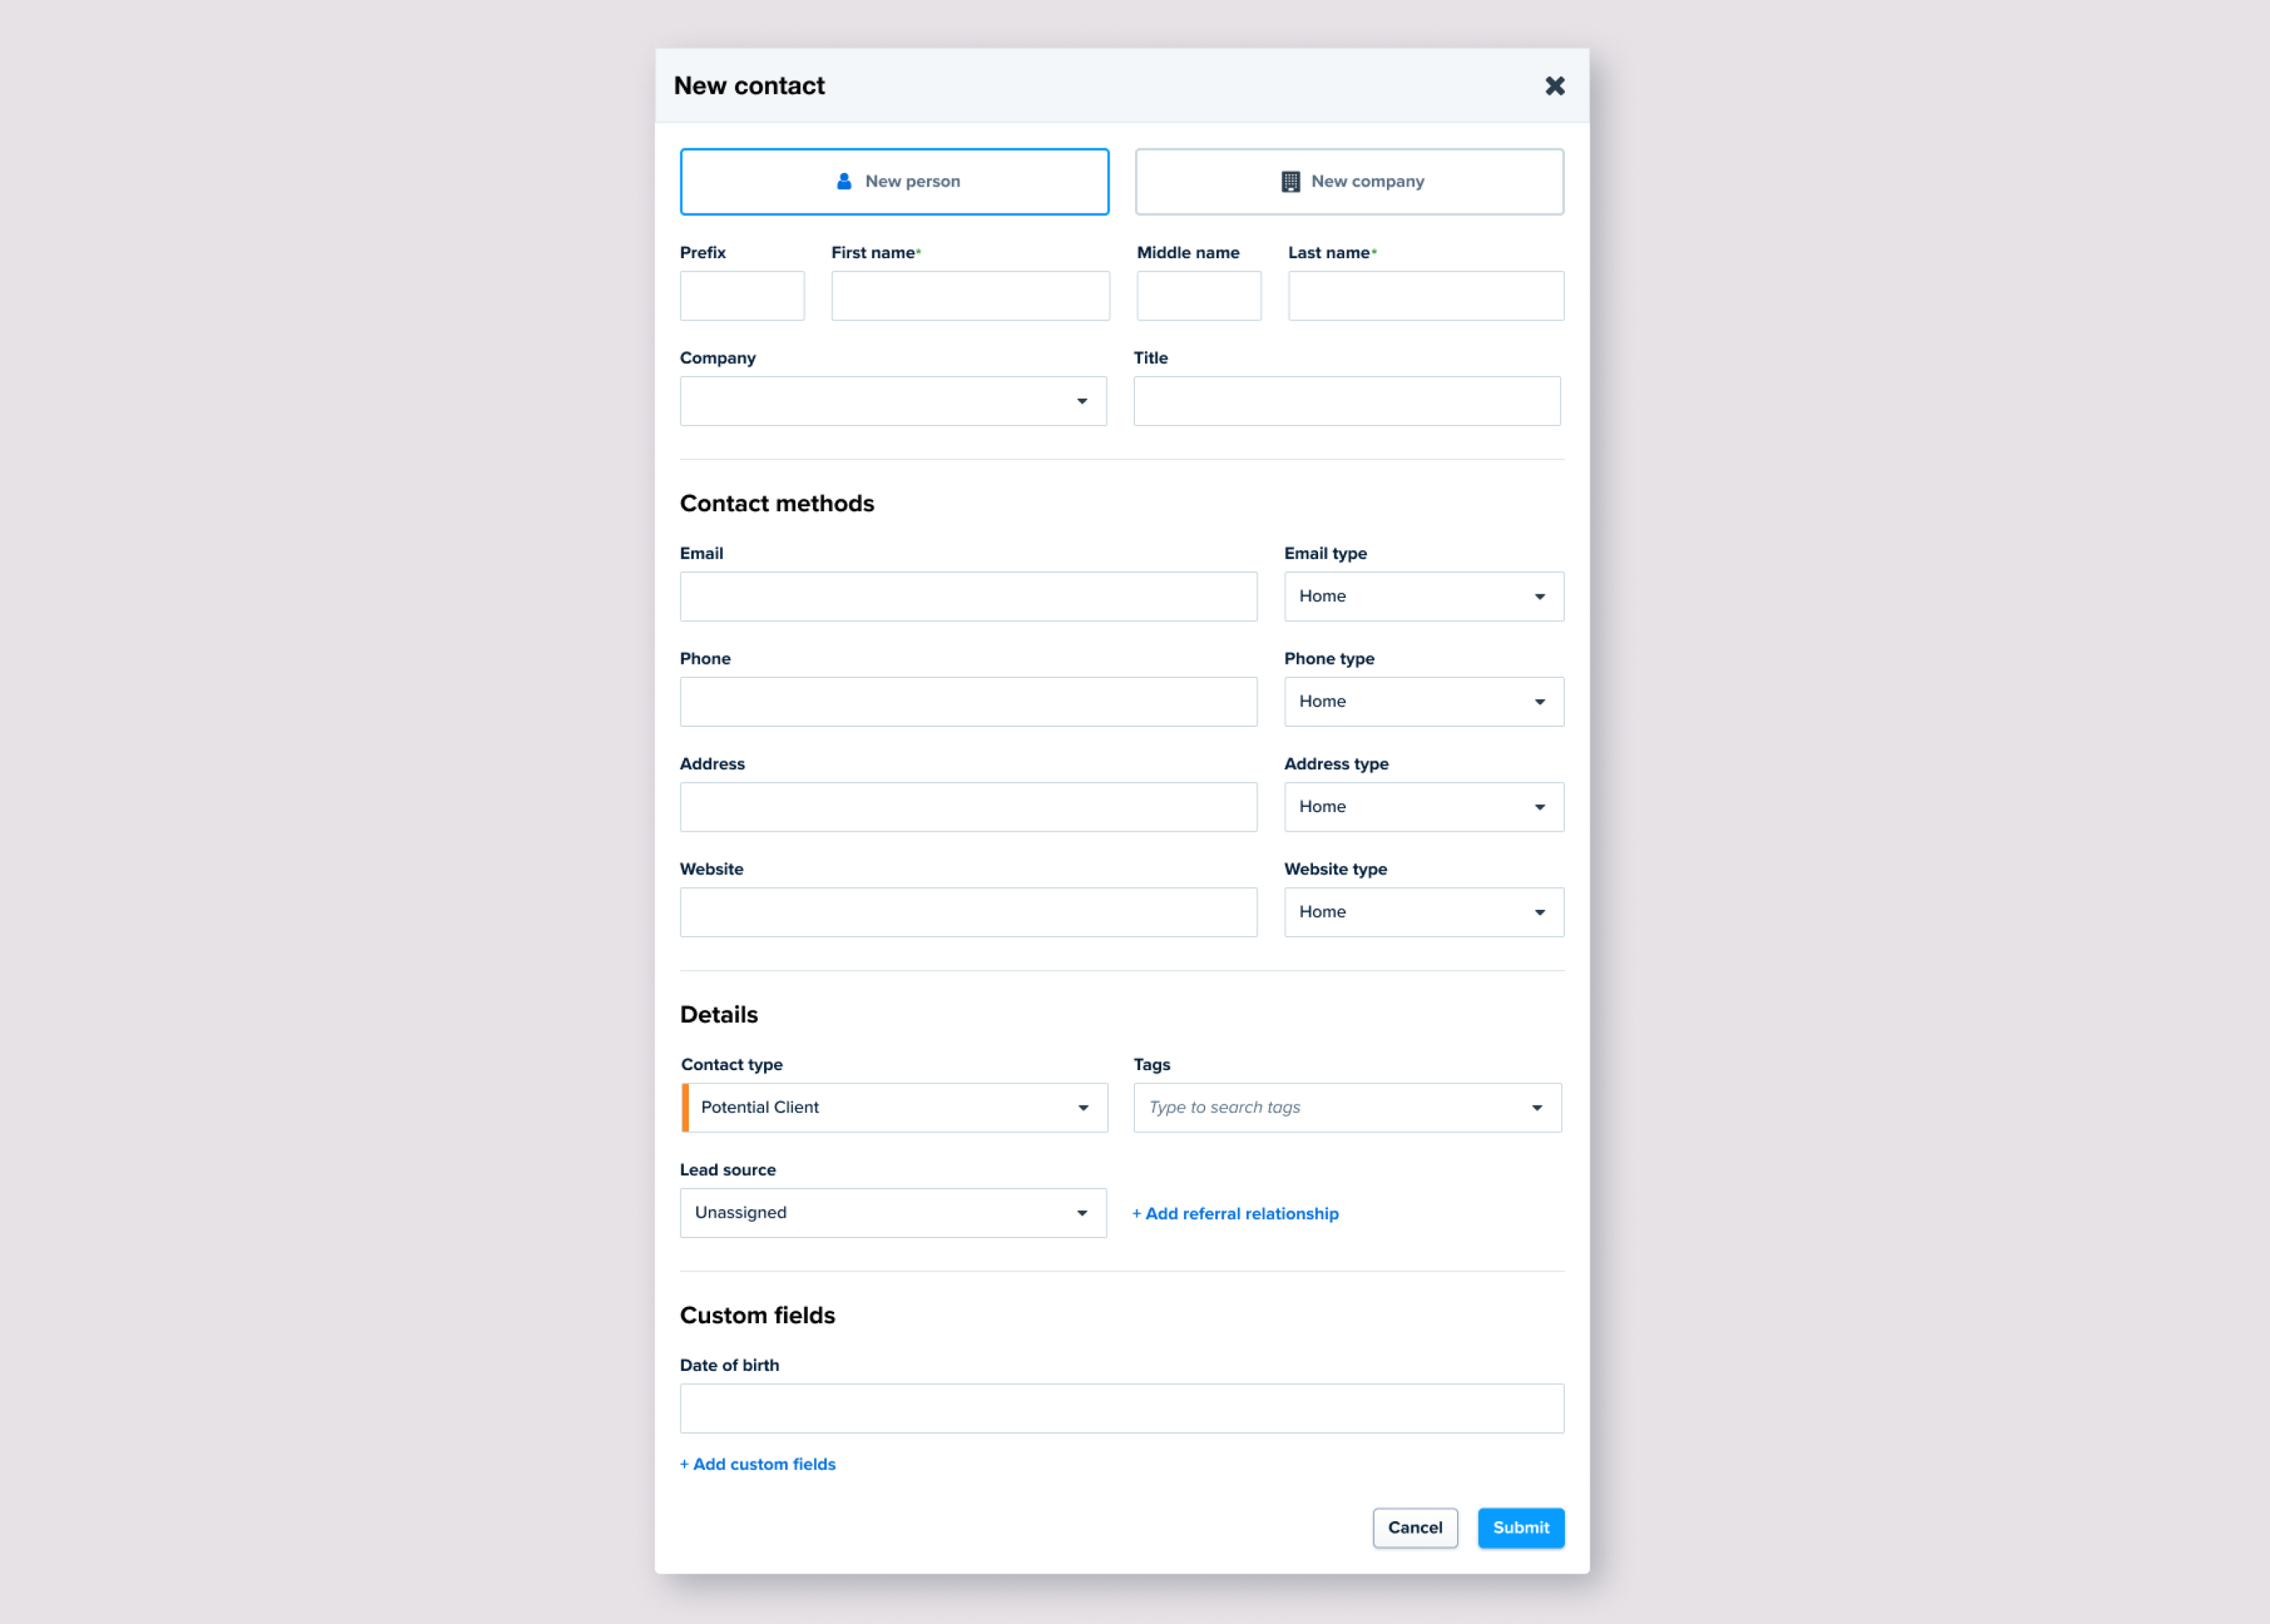 New contact
New person New company
Prefix First name* Middle name Last name*
Company Title
Contact methods
Email Email type
Home
Phone Phone type
Home
Address Address type
Home
Website Website type
Home
Details
Contact type Tags
Potential Client Type to search tags
Lead source
Unassigned + Add referral relationship
Custom fields
Date of birth
+ Add custom fields
Cancel Submit